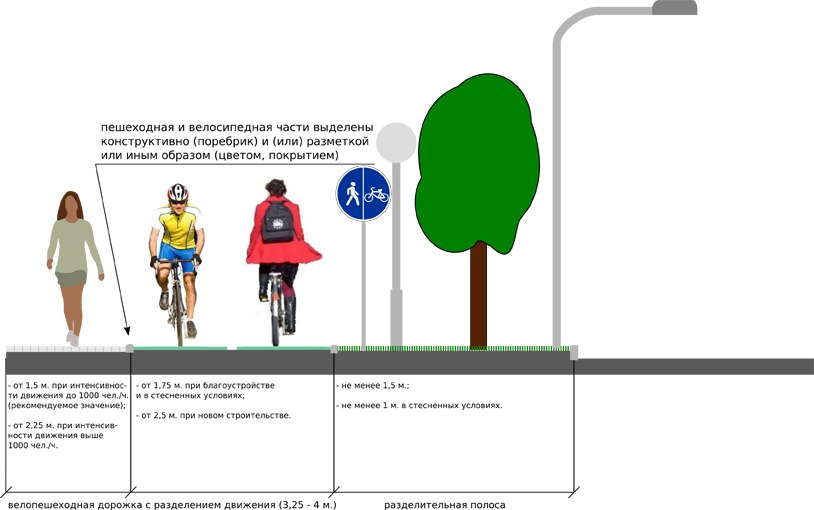 пешеходная и велосипедная части выделены
конструктивно (поребрик) и (или) разметкой
или иным образом (цветом, покрытием)
- от 1,5 м. при интенсивнос-
ти движения до 1000 чел./ч.
(рекомендуемое значение);
- от 2,25 м. при интенсив-
ности движения выше
1000 чел./ч.
- от 1,75 м. при благоустройстве
и в стесненных условиях;
- от 2,5 м. при новом строительстве.
- не менее 1,5 м.;
- не менее 1 м. в стесненных условиях.
велопешеходная дорожка с разделением движения (3,25 - 4 м.)
разделительная полоса